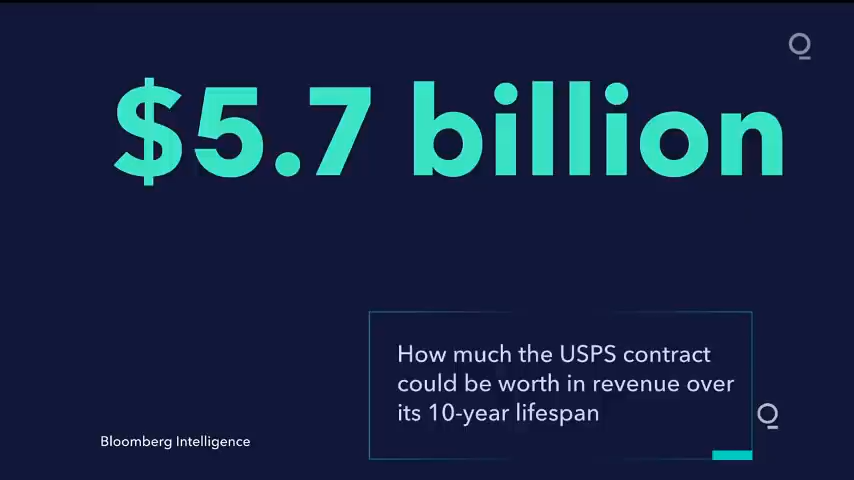 $5.7 billion
How much the USPS contract
could be worth in revenue over
its 10-year lifespan
Bloomberg Intelligence